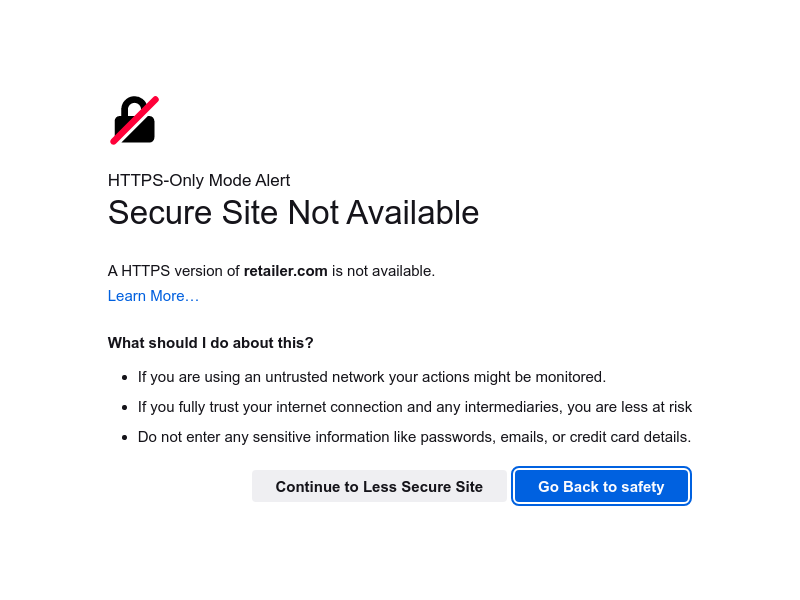 HTTPS-Only Mode Alert
Secure Site Not Available
A HTTPS version of retailer.com is not available.
Learn More…
What should I do about this?
If you are using an untrusted network your actions might be monitored.
If you fully trust your internet connection and any intermediaries, you are less at risk
Do not enter any sensitive information like passwords, emails, or credit card details.
Continue to Less Secure Site
Go Back to safety